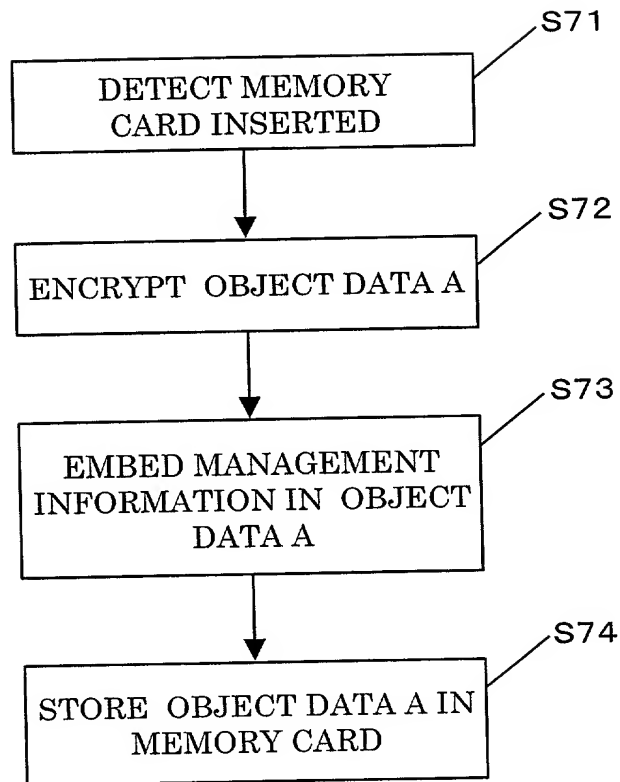 S71
DETECT MEMORY
CARD INSERTED
S72
ENCRYPT OBJECT DATA A
S73
EMBED MANAGEMENT
INFORMATION IN OBJECT
DATA A
S74
STORE OBJECT DATA A IN
MEMORY CARD